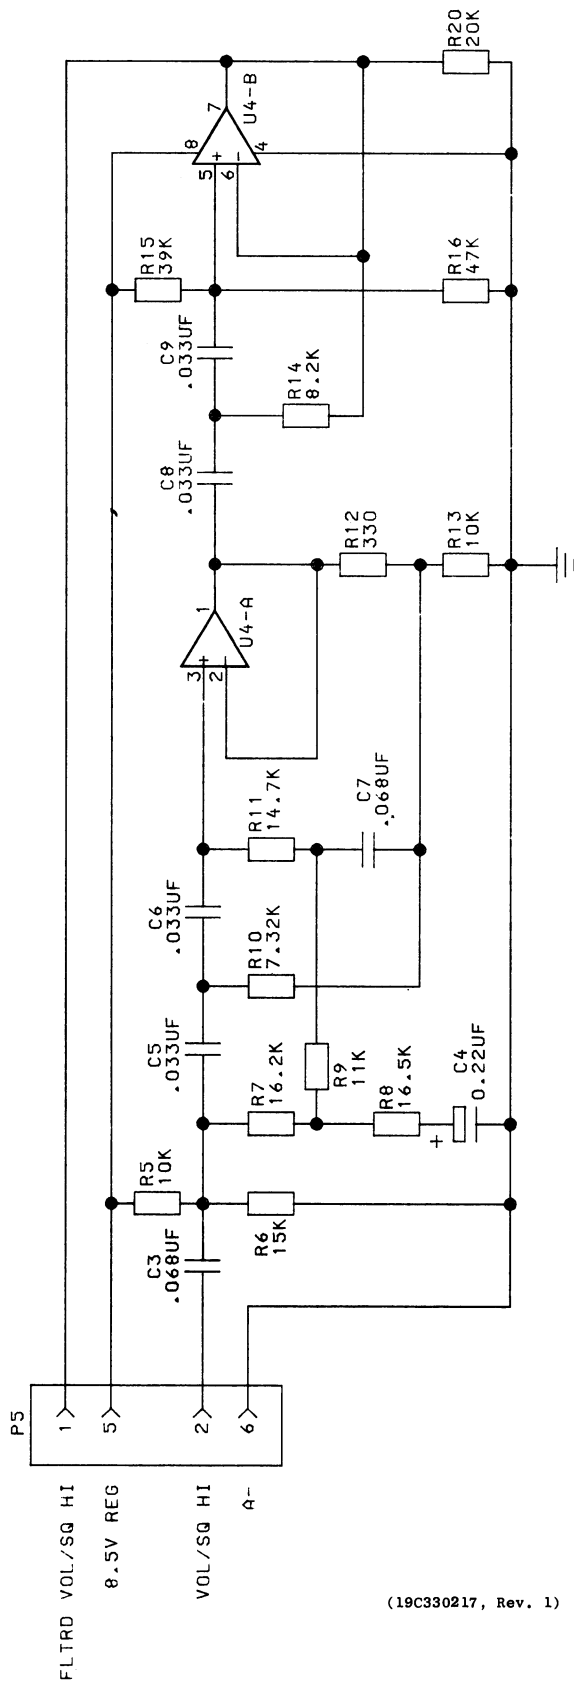 P5
FLTRD VOL/SQ HI
1
8.5V REG
5
VOL/SQ HI
2
A-
6
C3
.068UF
R5
10K
R6
15K
R7
16.2K
R8
16.5K
+
C4
0.22UF
R9
11K
C5
.033UF
R10
7.32K
C6
.033UF
R11
14.7K
C7
.068UF
3
+
2
-
1
U4-A
R12
330
R13
10K
C8
.033UF
R14
8.2K
C9
.033UF
R15
39K
R16
47K
5
+
6
-
8
7
4
U4-B
R20
20K
(19C330217, Rev. 1)